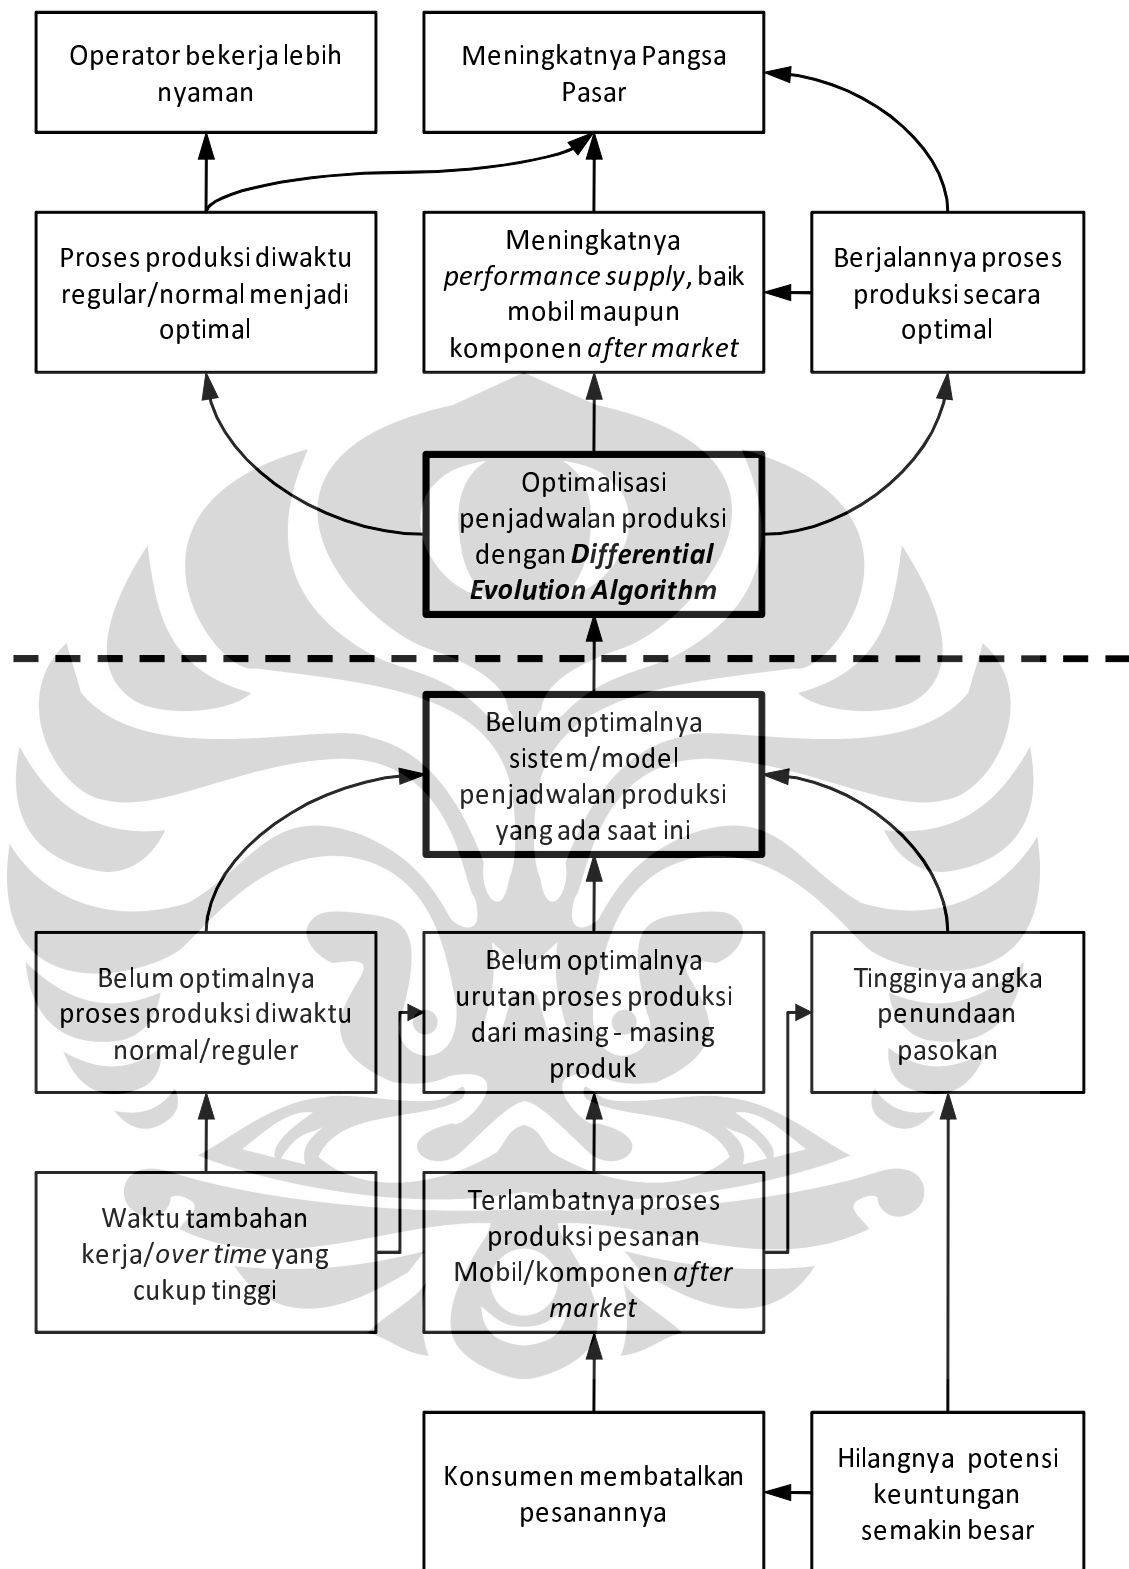 Operator bekerja lebih
nyaman
Meningkatnya Pangsa
Pasar
Proses produksi diwaktu
regular/normal menjadi
optimal
Meningkatnya
performance supply, baik
mobil maupun
komponen after market
Berjalannya proses
produksi secara
optimal
Optimalisasi
penjadwalan produksi
dengan Differential
Evolution Algorithm
Belum optimalnya
sistem/model
penjadwalan produksi
yang ada saat ini
Belum optimalnya
proses produksi diwaktu
normal/reguler
Belum optimalnya
urutan proses produksi
dari masing - masing
produk
Tingginya angka
penundaan
pasokan
Waktu tambahan
kerja/over time yang
cukup tinggi
Terlambatnya proses
produksi pesanan
Mobil/komponen after
market
Konsumen membatalkan
pesanannya
Hilangnya potensi
keuntungan
semakin besar